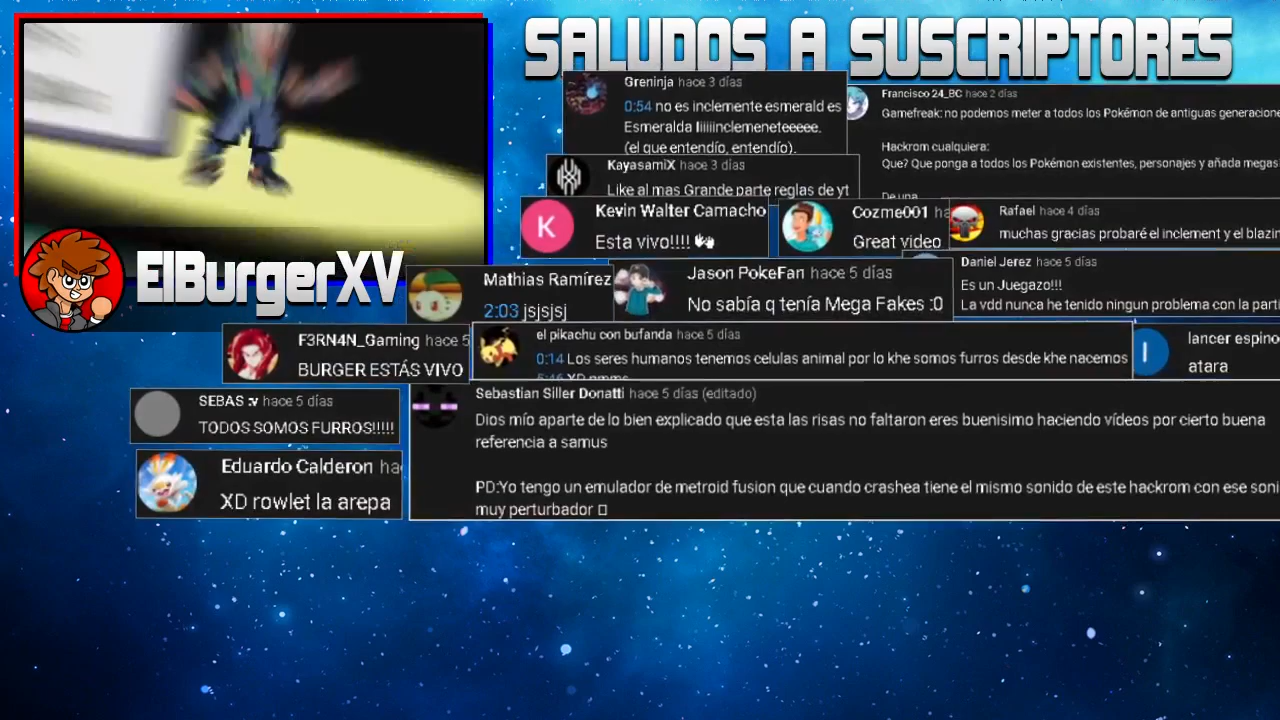 SALUDOS A SUSCRIPTORES
Greninja hace 3 días
0:54 no es inclemente esmerald es
Esmeralda Iiiiiinclemeneteeeee.
(el que entendío, entendío).
Francisco 24_BC hace 2 días
Gamefreak: no podemos meter a todos los Pokémon de antiguas generacione
Hackrom cualquiera:
Que? Que ponga a todos los Pokémon existentes, personajes y añada megas
De una
KayasamiX hace 3 días
Like al mas Grande parte reglas de yt
K
Kevin Walter Camacho
Esta vivo!!!! 👏
Cozme001 ha
Great video
Rafael hace 4 días
muchas gracias probaré el inclement y el blazin
ElBurgerXV
Mathias Ramírez
2:03 jsjsjsj
Jason PokeFan hace 5 días
No sabía q tenía Mega Fakes :0
Daniel Jerez hace 5 días
Es un Juegazo!!!
La vdd nunca he tenido ningun problema con la parti
F3RN4N_Gaming hace 5
BURGER ESTÁS VIVO
el pikachu con bufanda hace 5 días
0:14 Los seres humanos tenemos celulas animal por lo khe somos furros desde khe nacemos
5:46 XD
l
lancer espino
atara
SEBAS :v hace 5 días
TODOS SOMOS FURROS!!!!!
Sebastian Siller Donatti hace 5 días (editado)
Dios mío aparte de lo bien explicado que esta las risas no faltaron eres buenisimo haciendo vídeos por cierto buena
referencia a samus
PD:Yo tengo un emulador de metroid fusion que cuando crashea tiene el mismo sonido de este hackrom con ese soni
muy perturbador
Eduardo Calderon ha
XD rowlet la arepa